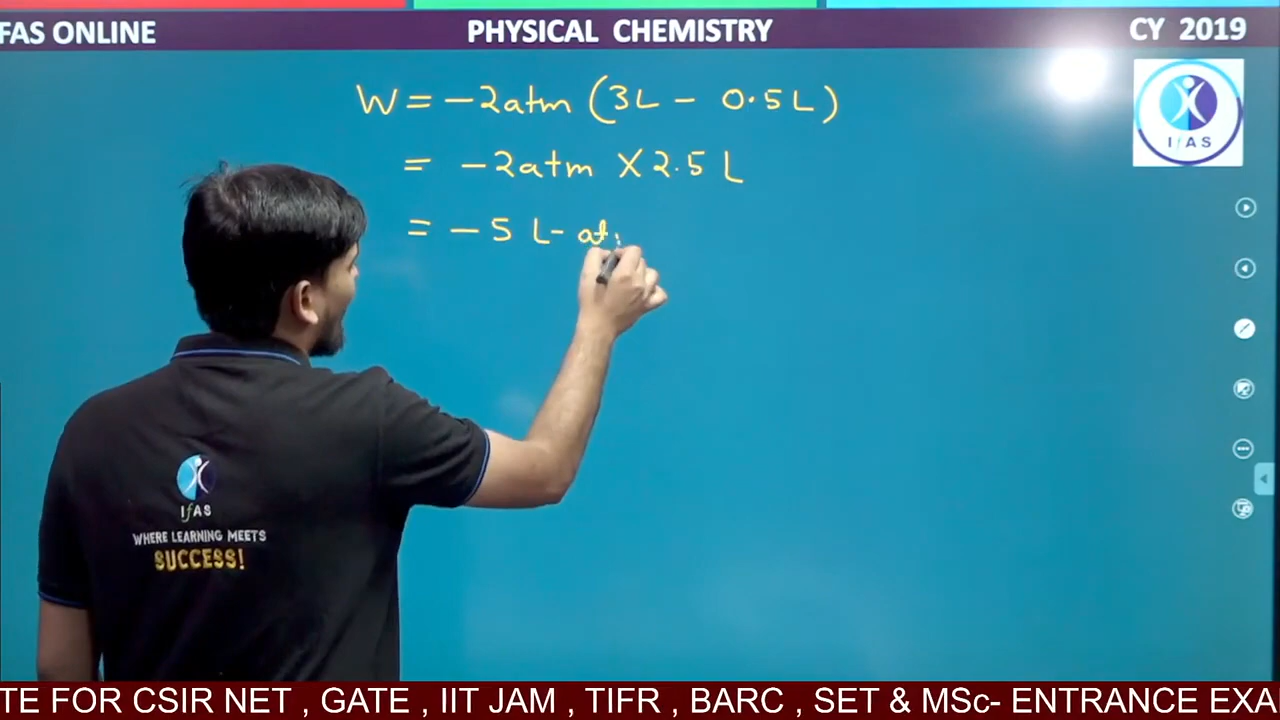 FAS ONLINE
PHYSICAL CHEMISTRY
CY 2019
W = -2atm (3L - 0.5L)
= -2atm X 2.5 L
= -5 L- at
IfAS
IfAS
WHERE LEARNING MEETS
SUCCESS!
TE FOR CSIR NET , GATE , IIT JAM , TIFR , BARC , SET & MSc- ENTRANCE EXA